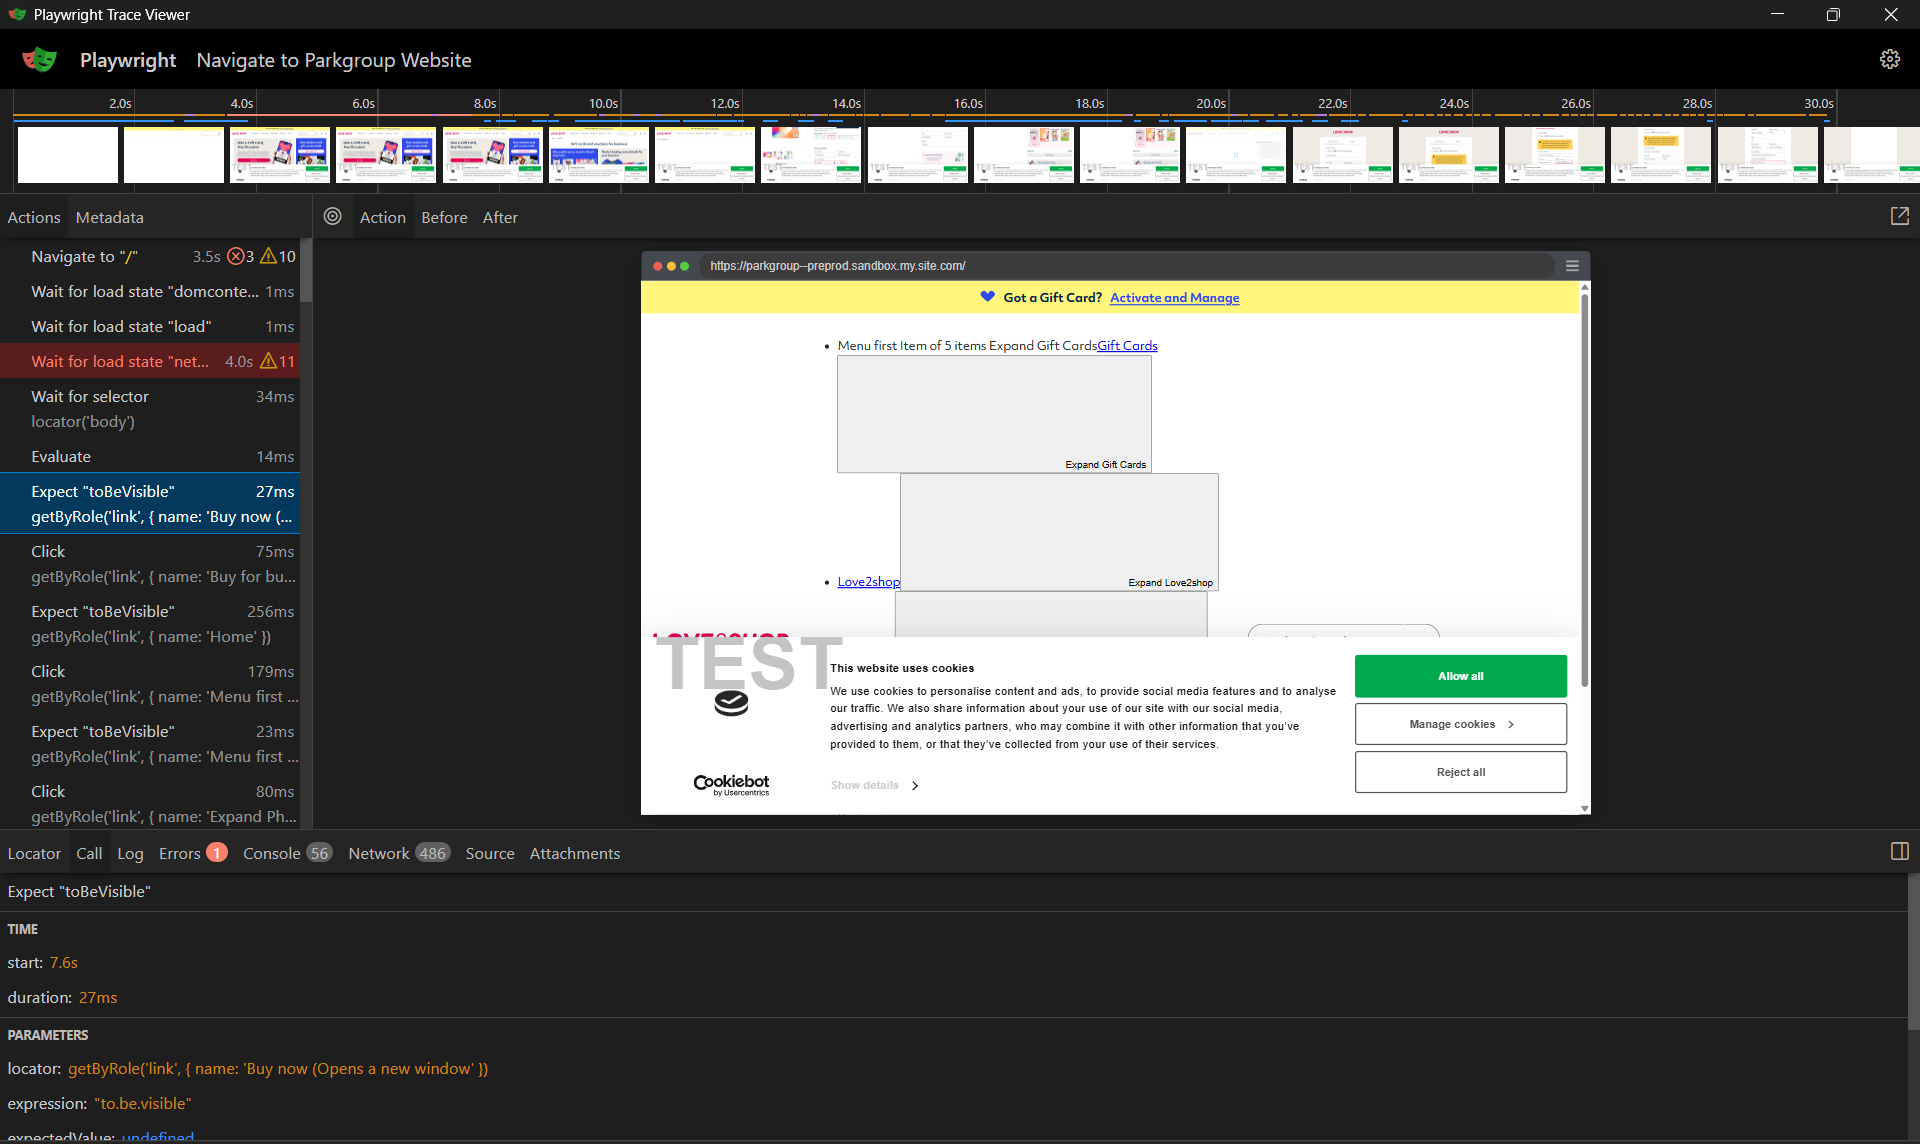 Playwright Trace Viewer
Playwright Navigate to Parkgroup Website
2.0s 4.0s 6.0s 8.0s 10.0s 12.0s 14.0s 16.0s 18.0s 20.0s 22.0s 24.0s 26.0s 28.0s 30.0s
Actions Metadata
Action Before After
Navigate to "/" 3.5s 3 10
Wait for load state "domconte... 1ms
Wait for load state "load" 1ms
Wait for load state "net... 4.0s 11
Wait for selector 34ms
locator('body')
Evaluate 14ms
Expect "toBeVisible" 27ms
getByRole('link', { name: 'Buy now (...
Click 75ms
getByRole('link', { name: 'Buy for bu...
Expect "toBeVisible" 256ms
getByRole('link', { name: 'Home' })
Click 179ms
getByRole('link', { name: 'Menu first ...
Expect "toBeVisible" 23ms
getByRole('link', { name: 'Menu first ...
Click 80ms
getByRole('link', { name: 'Expand Ph...
https://parkgroup--preprod.sandbox.my.site.com/
Got a Gift Card? Activate and Manage
Menu first Item of 5 items Expand Gift CardsGift Cards
Expand Gift Cards
Love2shop
Expand Love2shop
TEST
This website uses cookies
We use cookies to personalise content and ads, to provide social media features and to analyse
our traffic. We also share information about your use of our site with our social media,
advertising and analytics partners, who may combine it with other information that you've
provided to them, or that they've collected from your use of their services.
Show details
Cookiebot
by Usercentrics
Allow all
Manage cookies
Reject all
Locator Call Log Errors 1 Console 56 Network 486 Source Attachments
Expect "toBeVisible"
TIME
start: 7.6s
duration: 27ms
PARAMETERS
locator: getByRole('link', { name: 'Buy now (Opens a new window' })
expression: "to.be.visible"
expectedValue: undefined